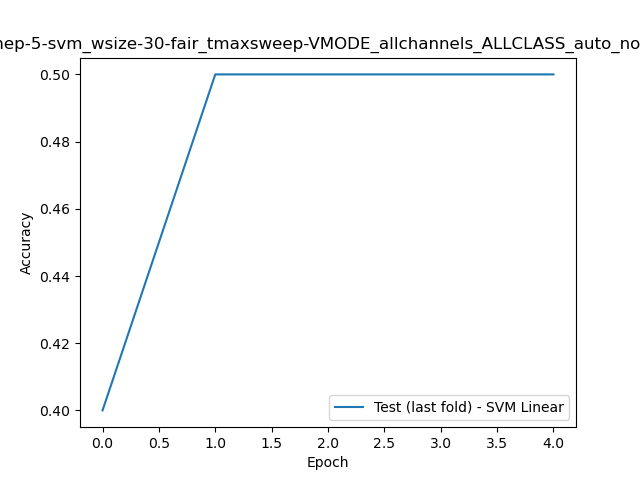 nep-5-svm_wsize-30-fair_tmaxsweep-VMODE_allchannels_ALLCLASS_auto_no
0.50
0.48
0.46
0.44
0.42
0.40
Accuracy
Test (last fold) - SVM Linear
0.0 0.5 1.0 1.5 2.0 2.5 3.0 3.5 4.0
Epoch